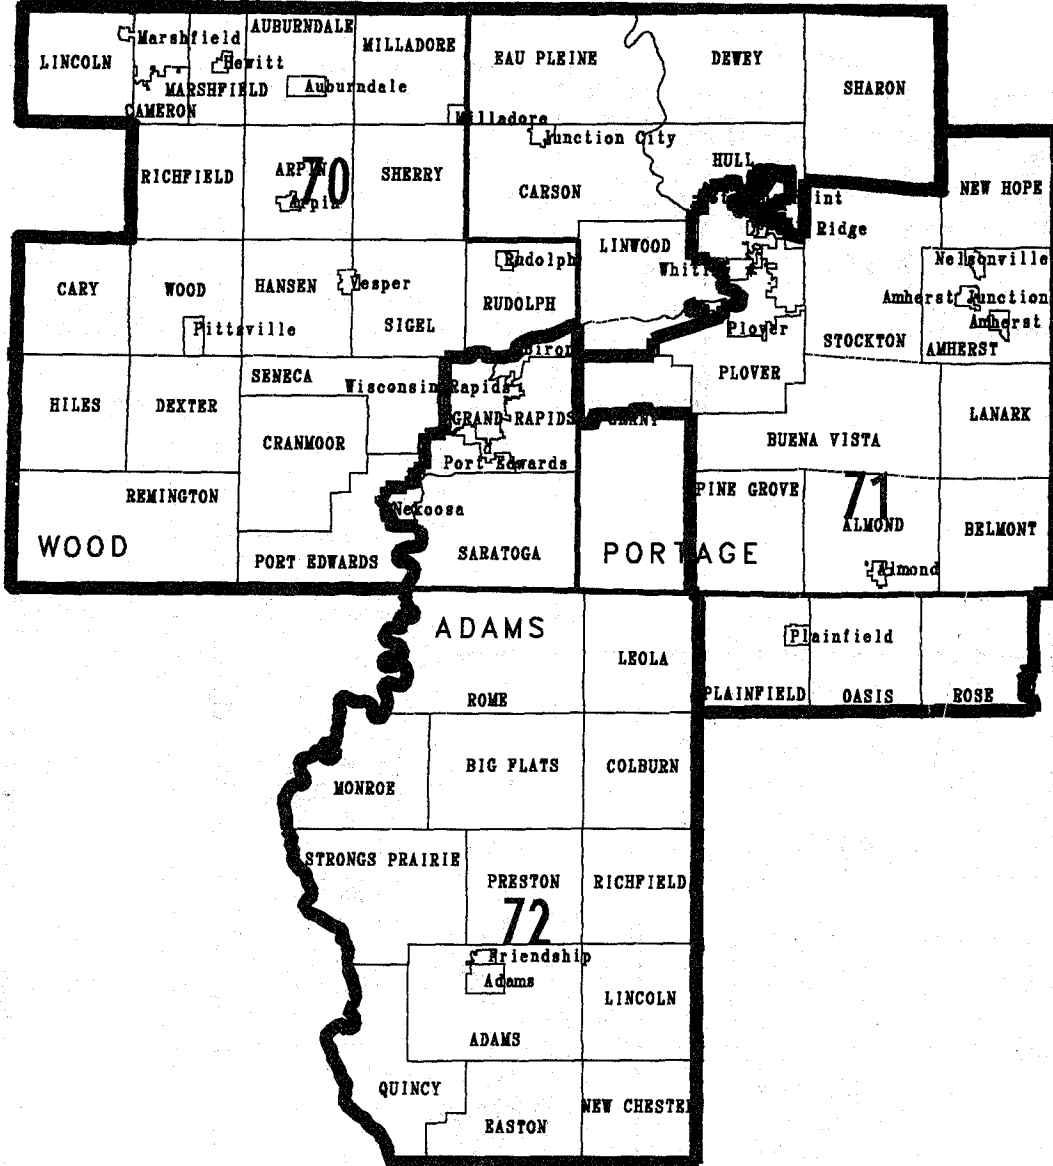 AUBURNDALE
Marshfield
MILLADORE
EAU PLEINE
DEWEY
LINCOLN
Hewitt
SHARON
MARSHFIELD
Auburndale
CAMERON
Milladore
Junction City
HULL
RICHFIELD
ARPIN
70
SHERRY
CARSON
NEW HOPE
Arpin
int
Ridge
LINWOOD
Rudolph
Whiting
Nelsonville
CARY
WOOD
HANSEN
Vesper
RUDOLPH
Amherst Junction
Pittsville
SIGEL
Plover
Amherst
STOCKTON
AMHERST
Biron
SENECA
Wisconsin Rapids
PLOVER
HILES
DEXTER
GRAND RAPIDS
GRANT
LANARK
CRANMOOR
BUENA VISTA
Port Edwards
REMINGTON
PINE GROVE
71
Nekoosa
ALMOND
BELMONT
WOOD
PORT EDWARDS
SARATOGA
PORTAGE
Almond
ADAMS
Plainfield
LEOLA
ROME
PLAINFIELD
OASIS
ROSE
BIG FLATS
COLBURN
MONROE
STRONGS PRAIRIE
PRESTON
RICHFIELD
72
Friendship
Adams
LINCOLN
ADAMS
QUINCY
NEW CHESTER
EASTON